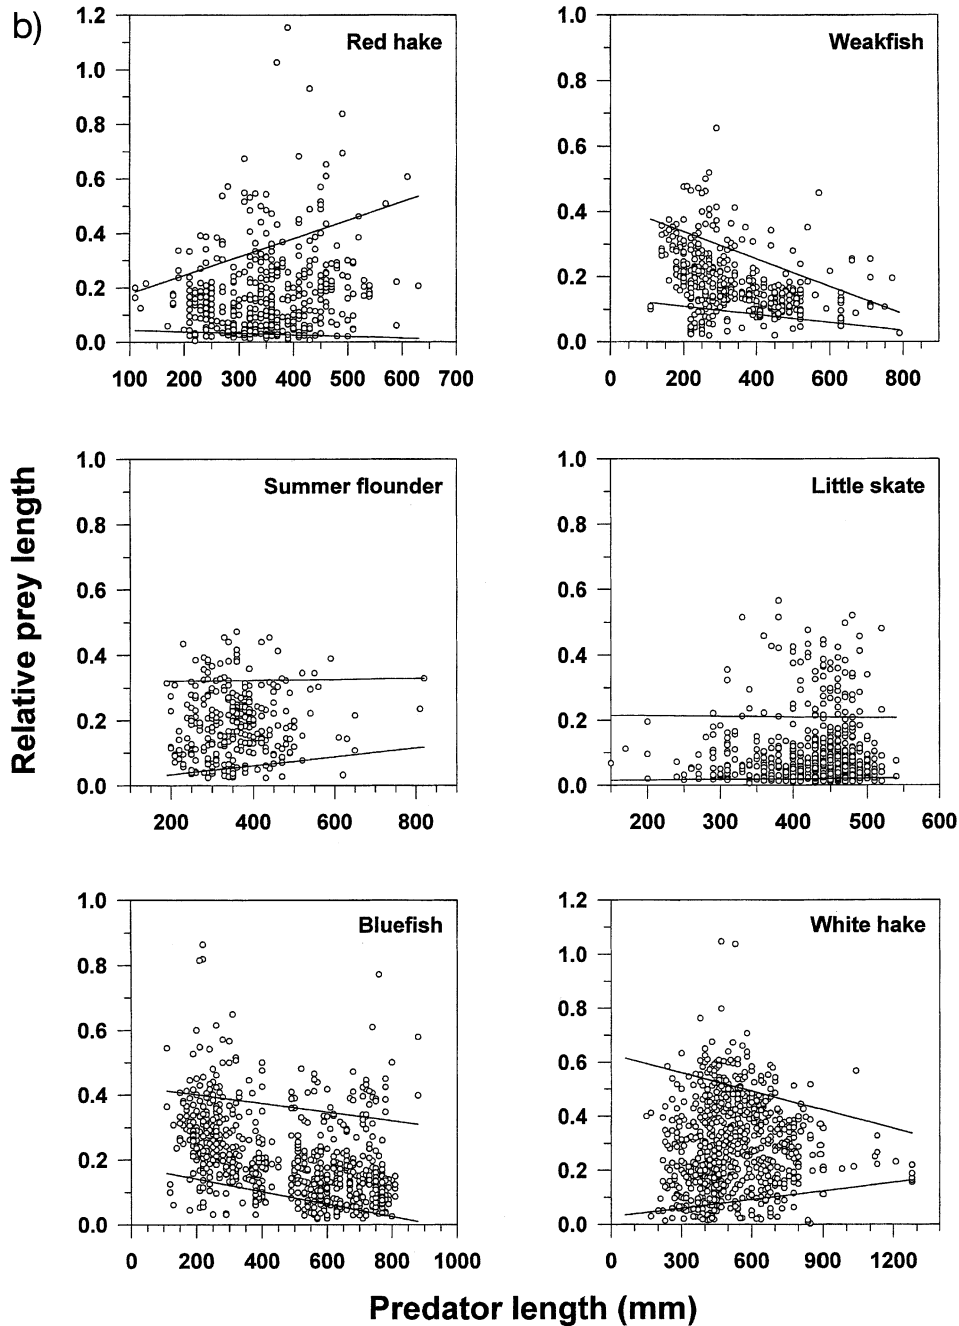 b)
Red hake
1.2
1.0
0.8
0.6
0.4
0.2
0.0
100 200 300 400 500 600 700
Weakfish
1.0
0.8
0.6
0.4
0.2
0.0
0 200 400 600 800
Relative prey length
Summer flounder
1.0
0.8
0.6
0.4
0.2
0.0
200 400 600 800
Little skate
1.0
0.8
0.6
0.4
0.2
0.0
200 300 400 500 600
Bluefish
1.0
0.8
0.6
0.4
0.2
0.0
0 200 400 600 800 1000
White hake
1.2
1.0
0.8
0.6
0.4
0.2
0.0
0 300 600 900 1200
Predator length (mm)